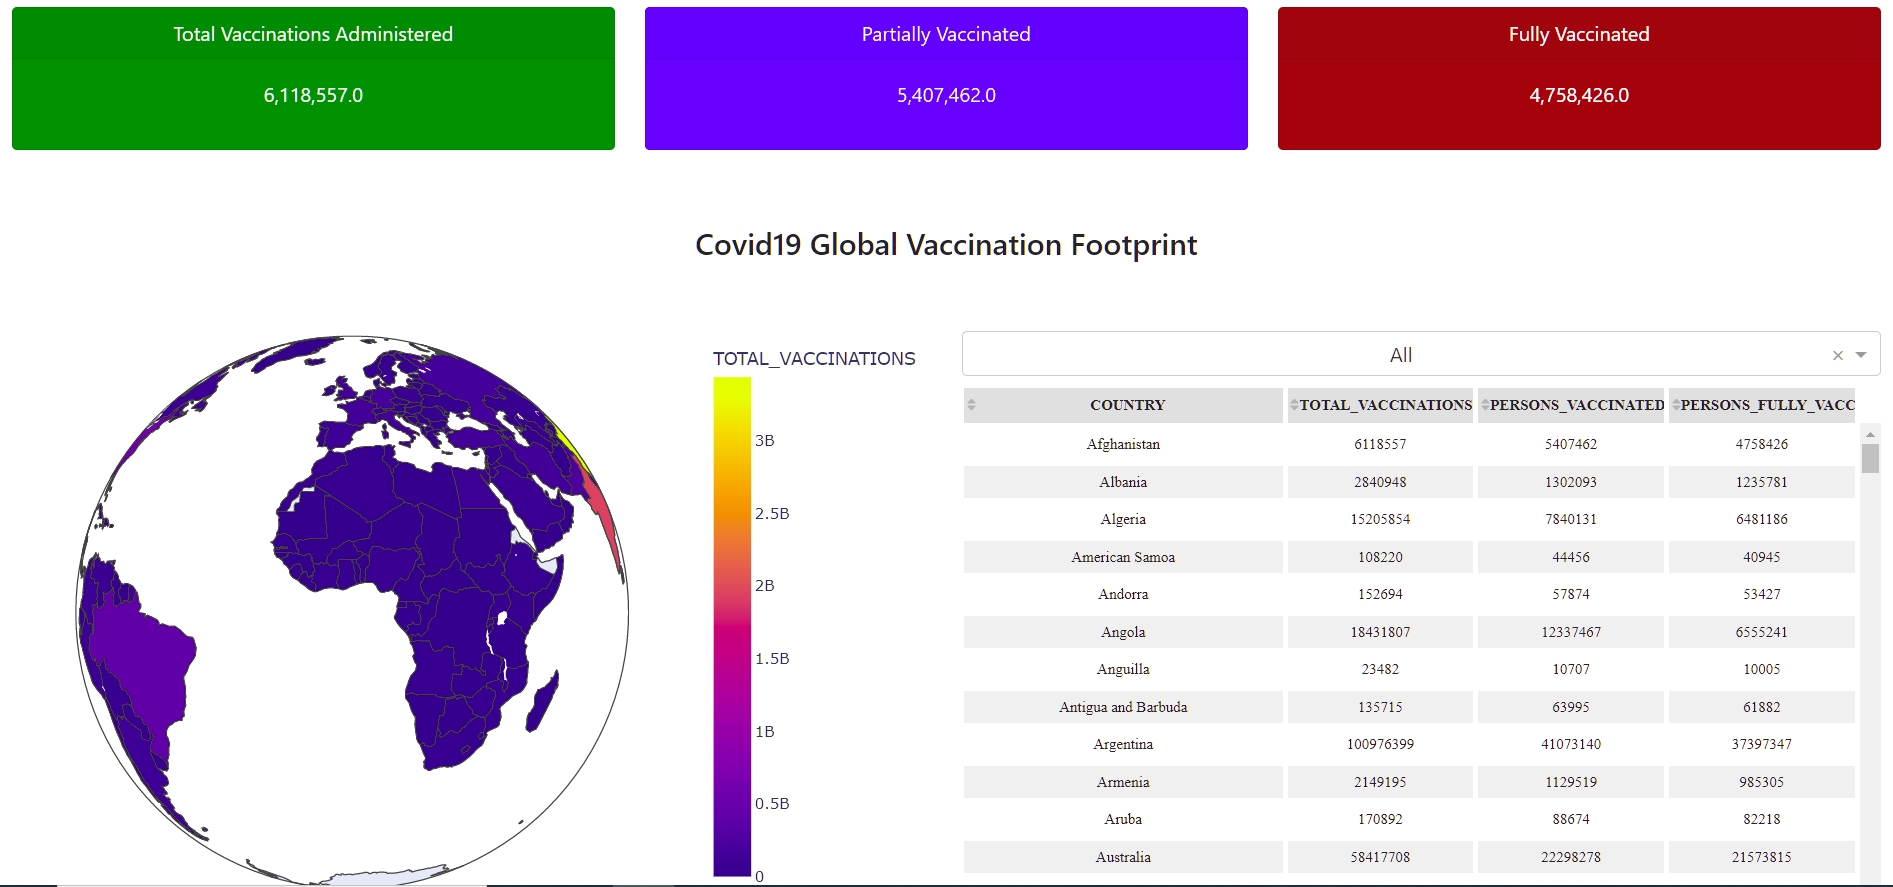 Total Vaccinations Administered
6,118,557.0
Partially Vaccinated
5,407,462.0
Fully Vaccinated
4,758,426.0
Covid19 Global Vaccination Footprint
TOTAL_VACCINATIONS
3B
2.5B
2B
1.5B
1B
0.5B
0
All
COUNTRY TOTAL_VACCINATIONS PERSONS_VACCINATED PERSONS_FULLY_VACC
Afghanistan 6118557 5407462 4758426
Albania 2840948 1302093 1235781
Algeria 15205854 7840131 6481186
American Samoa 108220 44456 40945
Andorra 152694 57874 53427
Angola 18431807 12337467 6555241
Anguilla 23482 10707 10005
Antigua and Barbuda 135715 63995 61882
Argentina 100976399 41073140 37397347
Armenia 2149195 1129519 985305
Aruba 170892 88674 82218
Australia 58417708 22298278 21573815